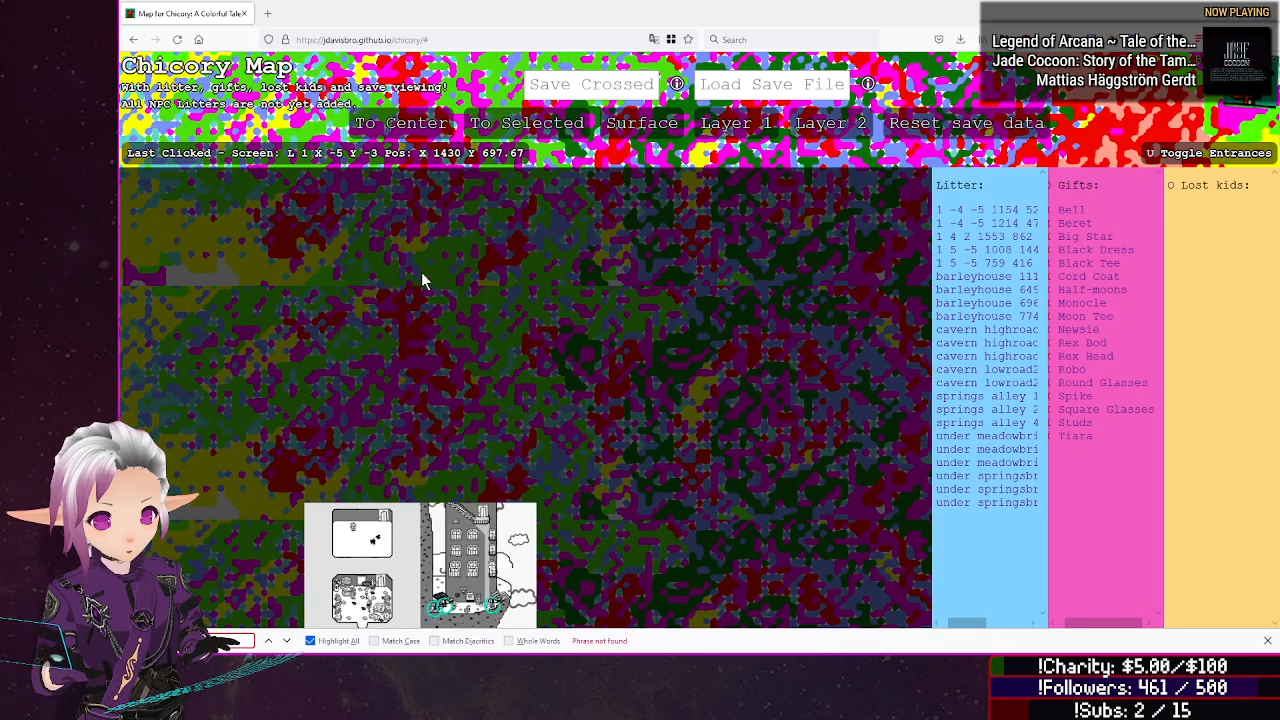 Map for Chicory: A Colorful Tale
NOW PLAYING
Legend of Arcana ~ Tale of the...
Jade Cocoon: Story of the Tam...
Mattias Häggström Gerdt
https://jdavisbro.github.io/chicory/#
Search
Chicory Map
With litter, gifts, lost kids and save viewing!
All NPC Litters are not yet added.
Save Crossed
Load Save File
To Center
To Selected
Surface
Layer 1
Layer 2
Reset save data
Last Clicked - Screen: L 1 X -5 Y -3 Pos: X 1430 Y 697.67
U Toggle Entrances
Litter:
1 -4 -5 1154 52
1 -4 -5 1214 47
1 4 2 1553 862
1 5 -5 1008 144
1 5 -5 759 416
barleyhouse 111
barleyhouse 649
barleyhouse 696
barleyhouse 774
cavern highroad
cavern highroad
cavern highroad
cavern lowroad2
cavern lowroad2
springs alley 1
springs alley 2
springs alley 4
under meadowbri
under meadowbri
under meadowbri
under springsbr
under springsbr
under springsbr
Gifts:
Bell
Beret
Big Star
Black Dress
Black Tee
Cord Coat
Half-moons
Monocle
Moon Tee
Newsie
Rex Bod
Rex Head
Robo
Round Glasses
Spike
Square Glasses
Studs
Tiara
O Lost kids:
Highlight All
Match Case
Match Diacritics
Whole Words
Phrase not found
!Charity: $5.00/$100
!Followers: 461 / 500
!Subs: 2 / 15